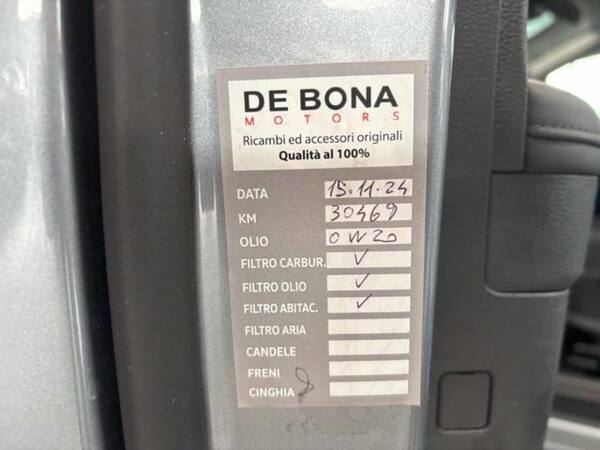 DE BONA
MOTORS
Ricambi ed accessori originali
Qualità al 100%
DATA 15.11.24
KM 30469
OLIO 0W20
FILTRO CARBUR. ✓
FILTRO OLIO ✓
FILTRO ABITAC. ✓
FILTRO ARIA
CANDELE
FRENI
CINGHIA